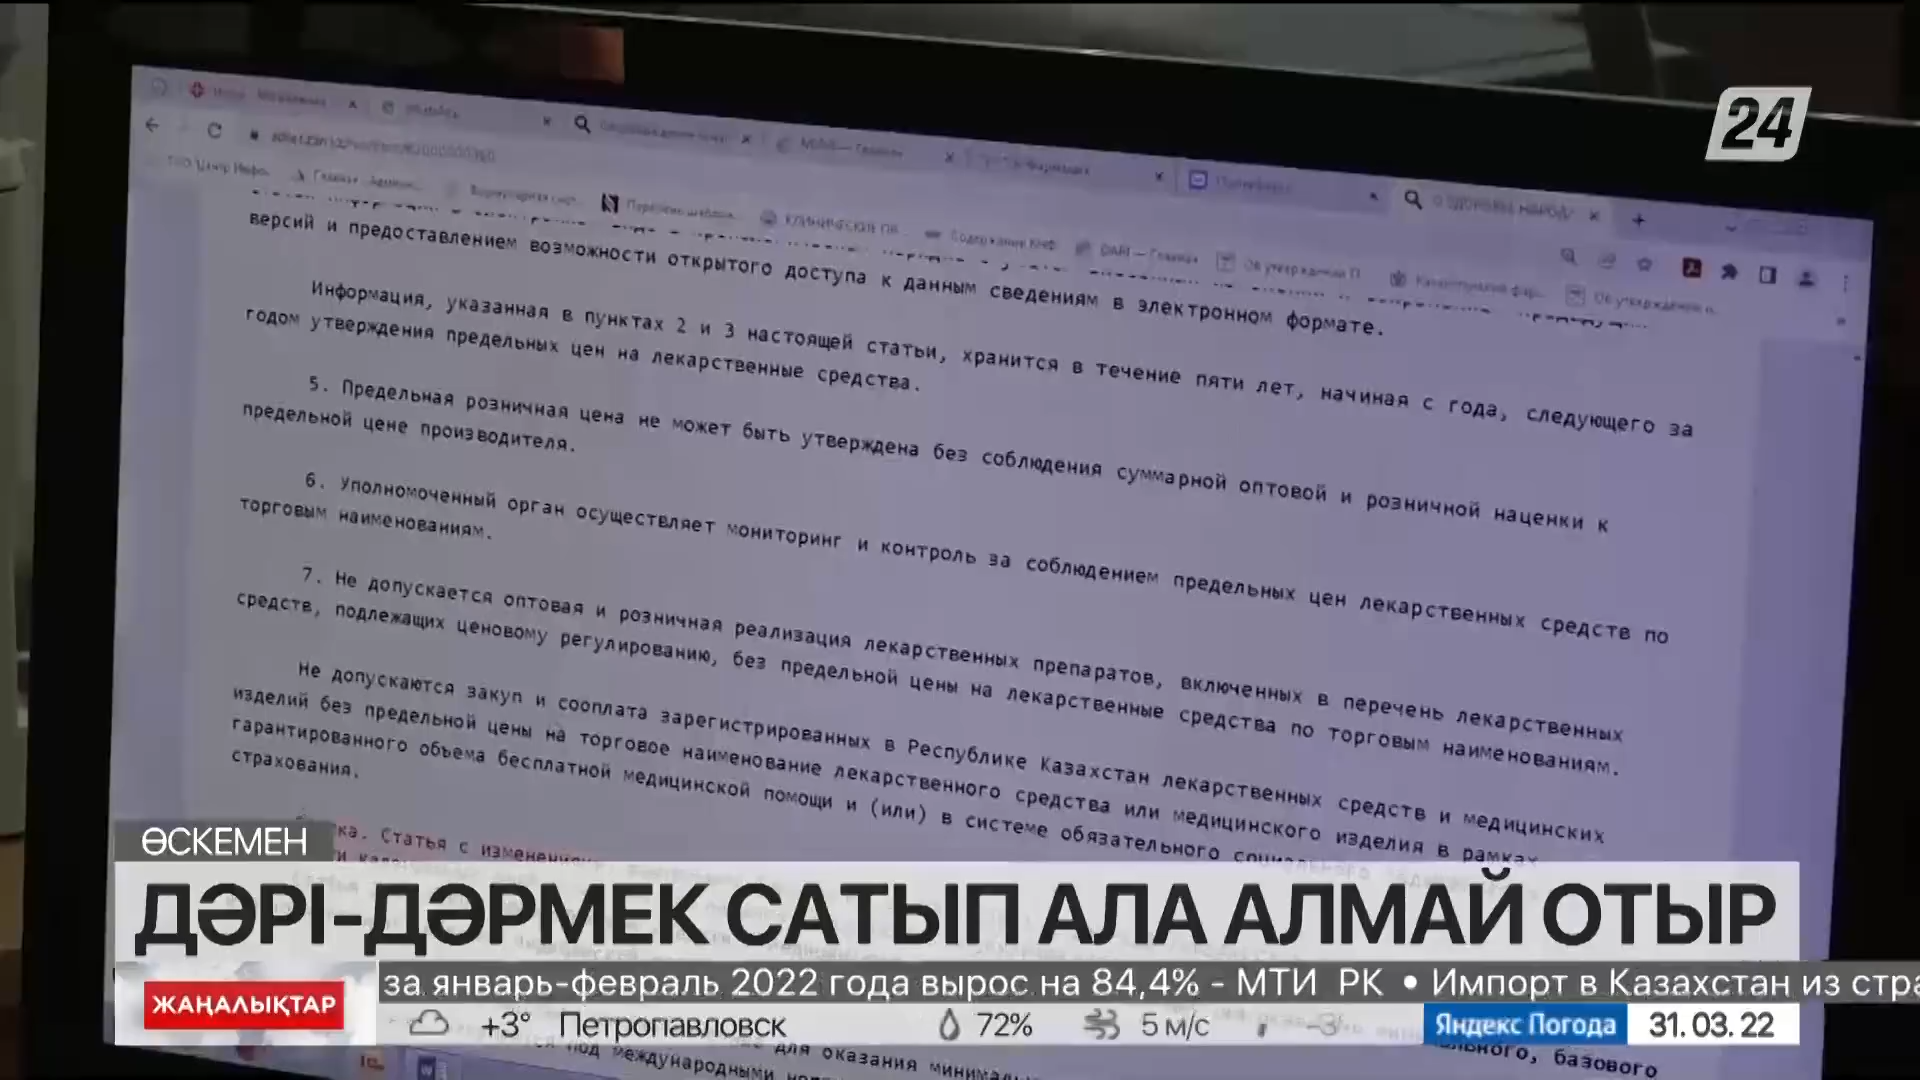 24
версий и предоставлением возможности открытого доступа к данным сведениям в электронном формате.
Информация, указанная в пунктах 2 и 3 настоящей статьи, хранится в течение пяти лет, начиная с года, следующего за
годом утверждения предельных цен на лекарственные средства.
5. Предельная розничная цена не может быть утверждена без соблюдения суммарной оптовой и розничной наценки к
предельной цене производителя.
6. Уполномоченный орган осуществляет мониторинг и контроль за соблюдением предельных цен лекарственных средств по
торговым наименованиям.
7. Не допускается оптовая и розничная реализация лекарственных препаратов, включенных в перечень лекарственных
средств, подлежащих ценовому регулированию, без предельной цены на лекарственные средства по торговым наименованиям.
Не допускаются закуп и сооплата зарегистрированных в Республике Казахстан лекарственных средств и медицинских
изделий без предельной цены на торговое наименование лекарственного средства или медицинского изделия в рамках
гарантированного объема бесплатной медицинской помощи и (или) в системе обязательного
страхования.
Статья с
ӨСКЕМЕН
ДӘРІ-ДӘРМЕК САТЫП АЛА АЛМАЙ ОТЫР
ЖАҢАЛЫҚТАР
за январь-февраль 2022 года вырос на 84,4% - МТИ РК • Импорт в Казахстан из стра
+3° Петропавловск 72% 5 м/с Яндекс Погода 31.03.22
для оказания
базового
под международными